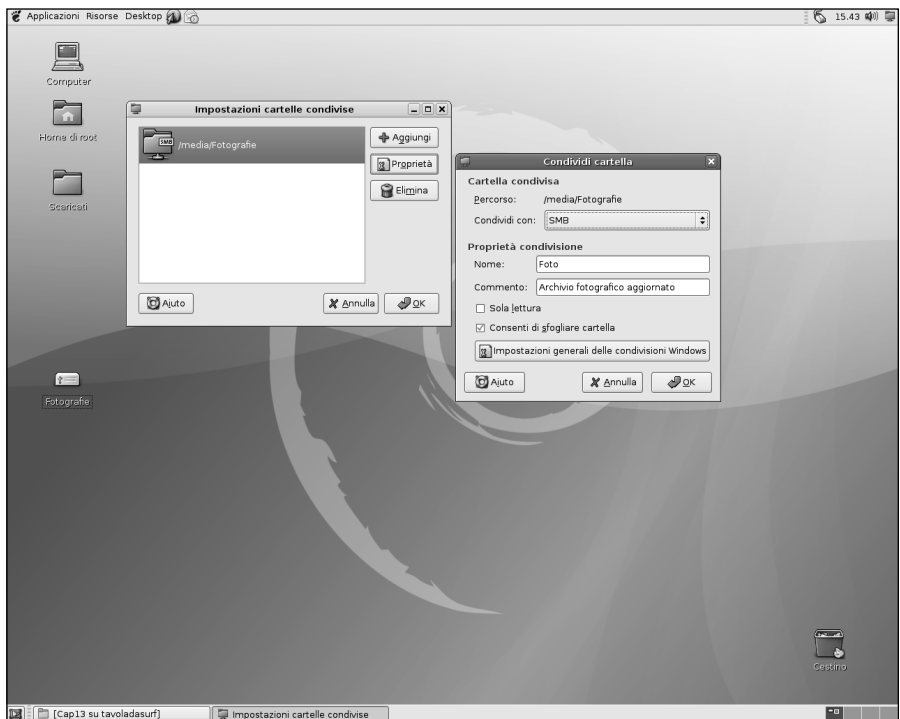 Applicazioni Risorse Desktop
15.43
Computer
Home di root
Scaricati
Fotografie
Impostazioni cartelle condivise
SMB
/media/Fotografie
Aggiungi
Proprietà
Elimina
Aiuto
Annulla
OK
Condividi cartella
Cartella condivisa
Percorso: /media/Fotografie
Condividi con: SMB
Proprietà condivisione
Nome: Foto
Commento: Archivio fotografico aggiornato
Sola lettura
Consenti di sfogliare cartella
Impostazioni generali delle condivisioni Windows
Aiuto
Annulla
OK
Cestino
[Cap13 su tavoladasurf]
Impostazioni cartelle condivise